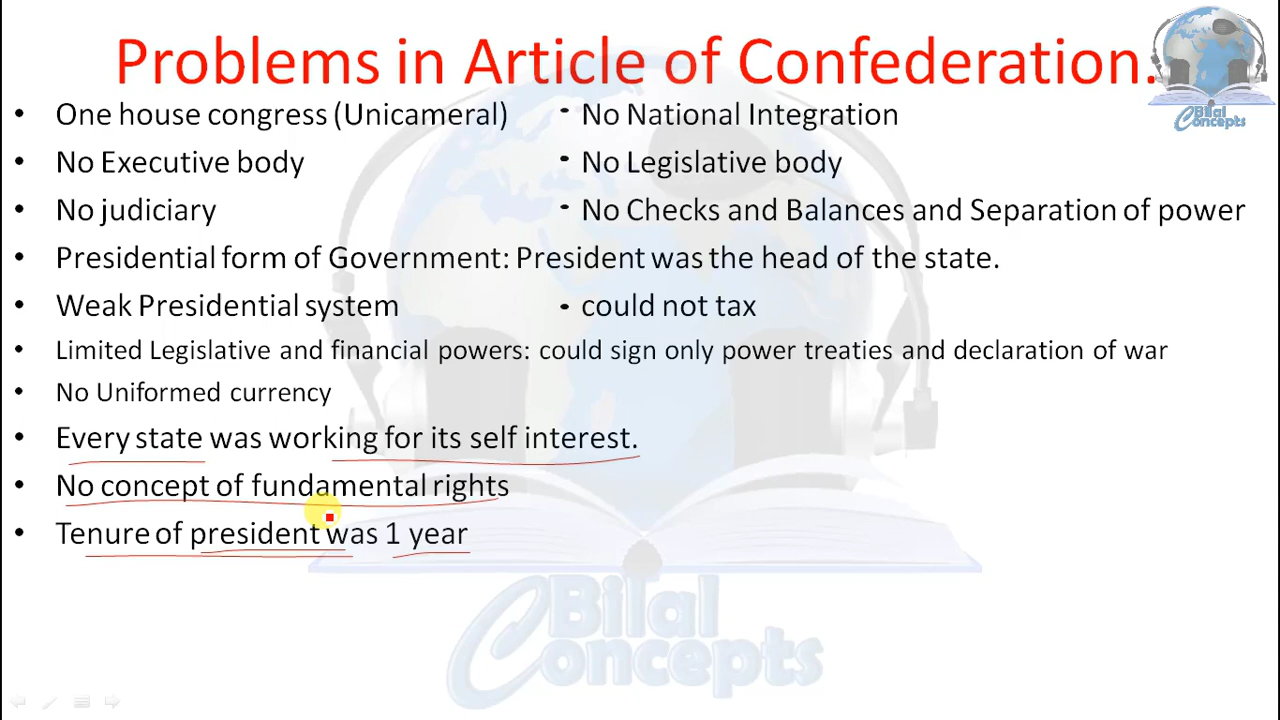 Problems in Article of Confederation.
Bilal
Concepts
• One house congress (Unicameral)
• No National Integration
• No Executive body
• No Legislative body
• No judiciary
• No Checks and Balances and Separation of power
• Presidential form of Government: President was the head of the state.
• Weak Presidential system
• could not tax
• Limited Legislative and financial powers: could sign only power treaties and declaration of war
• No Uniformed currency
• Every state was working for its self interest.
• No concept of fundamental rights
• Tenure of president was 1 year
Bilal
Concepts